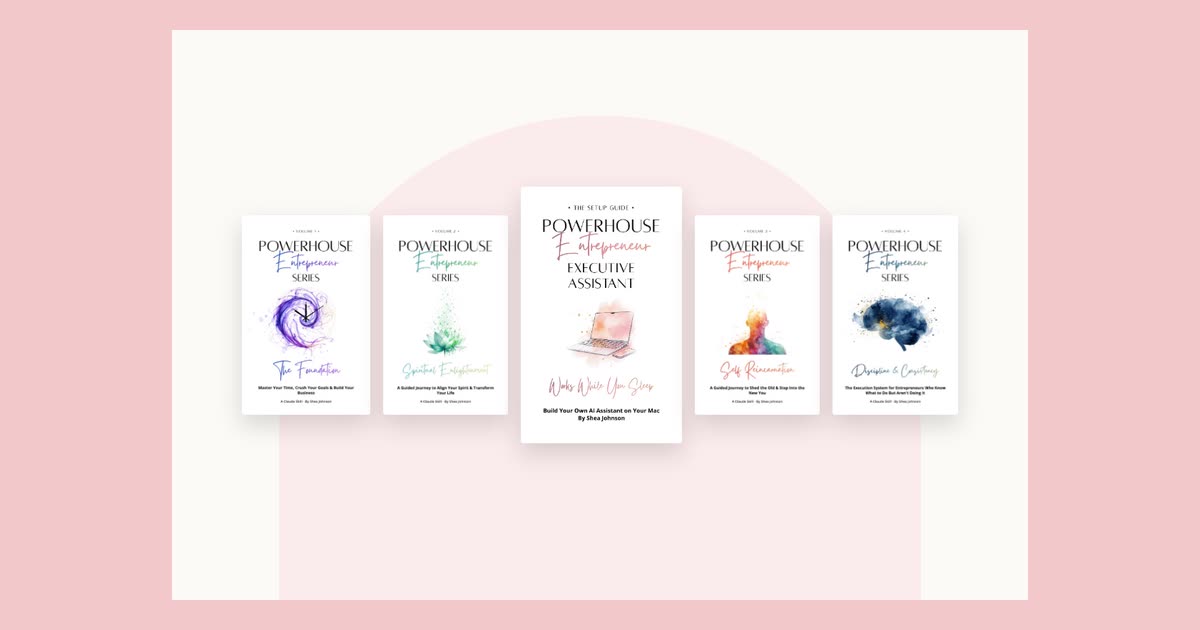 • VOLUME 1 •
POWERHOUSE
Entrepreneur
SERIES
The Foundation
Master Your Time, Crush Your Goals & Build Your
Business
A Claude Skill · By Shea Johnson
• VOLUME 2 •
POWERHOUSE
Entrepreneur
SERIES
Spiritual Enlightenment
A Guided Journey to Align Your Spirit & Transform
Your Life
A Claude Skill · By Shea Johnson
• THE SETUP GUIDE •
POWERHOUSE
Entrepreneur
EXECUTIVE
ASSISTANT
Works While You Sleep
Build Your Own AI Assistant on Your Mac
By Shea Johnson
• VOLUME 3 •
POWERHOUSE
Entrepreneur
SERIES
Self Reincarnation
A Guided Journey to Shed the Old & Step Into the
New You
A Claude Skill · By Shea Johnson
• VOLUME 4 •
POWERHOUSE
Entrepreneur
SERIES
Discipline & Consistency
The Execution System for Entrepreneurs Who Know
What to Do But Aren't Doing It
A Claude Skill · By Shea Johnson